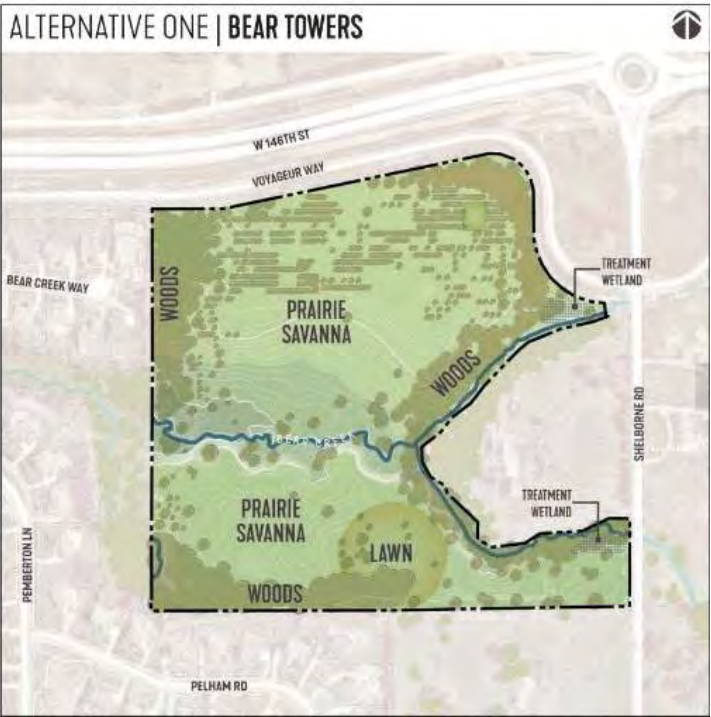 ALTERNATIVE ONE | BEAR TOWERS
W 146TH ST
VOYAGEUR WAY
BEAR CREEK WAY
WOODS
TREATMENT
WETLAND
PRAIRIE
SAVANNA
WOODS
SHELBORNE RD
TREATMENT
WETLAND
PRAIRIE
SAVANNA
LAWN
PEMBERTON LN
WOODS
PELHAM RD